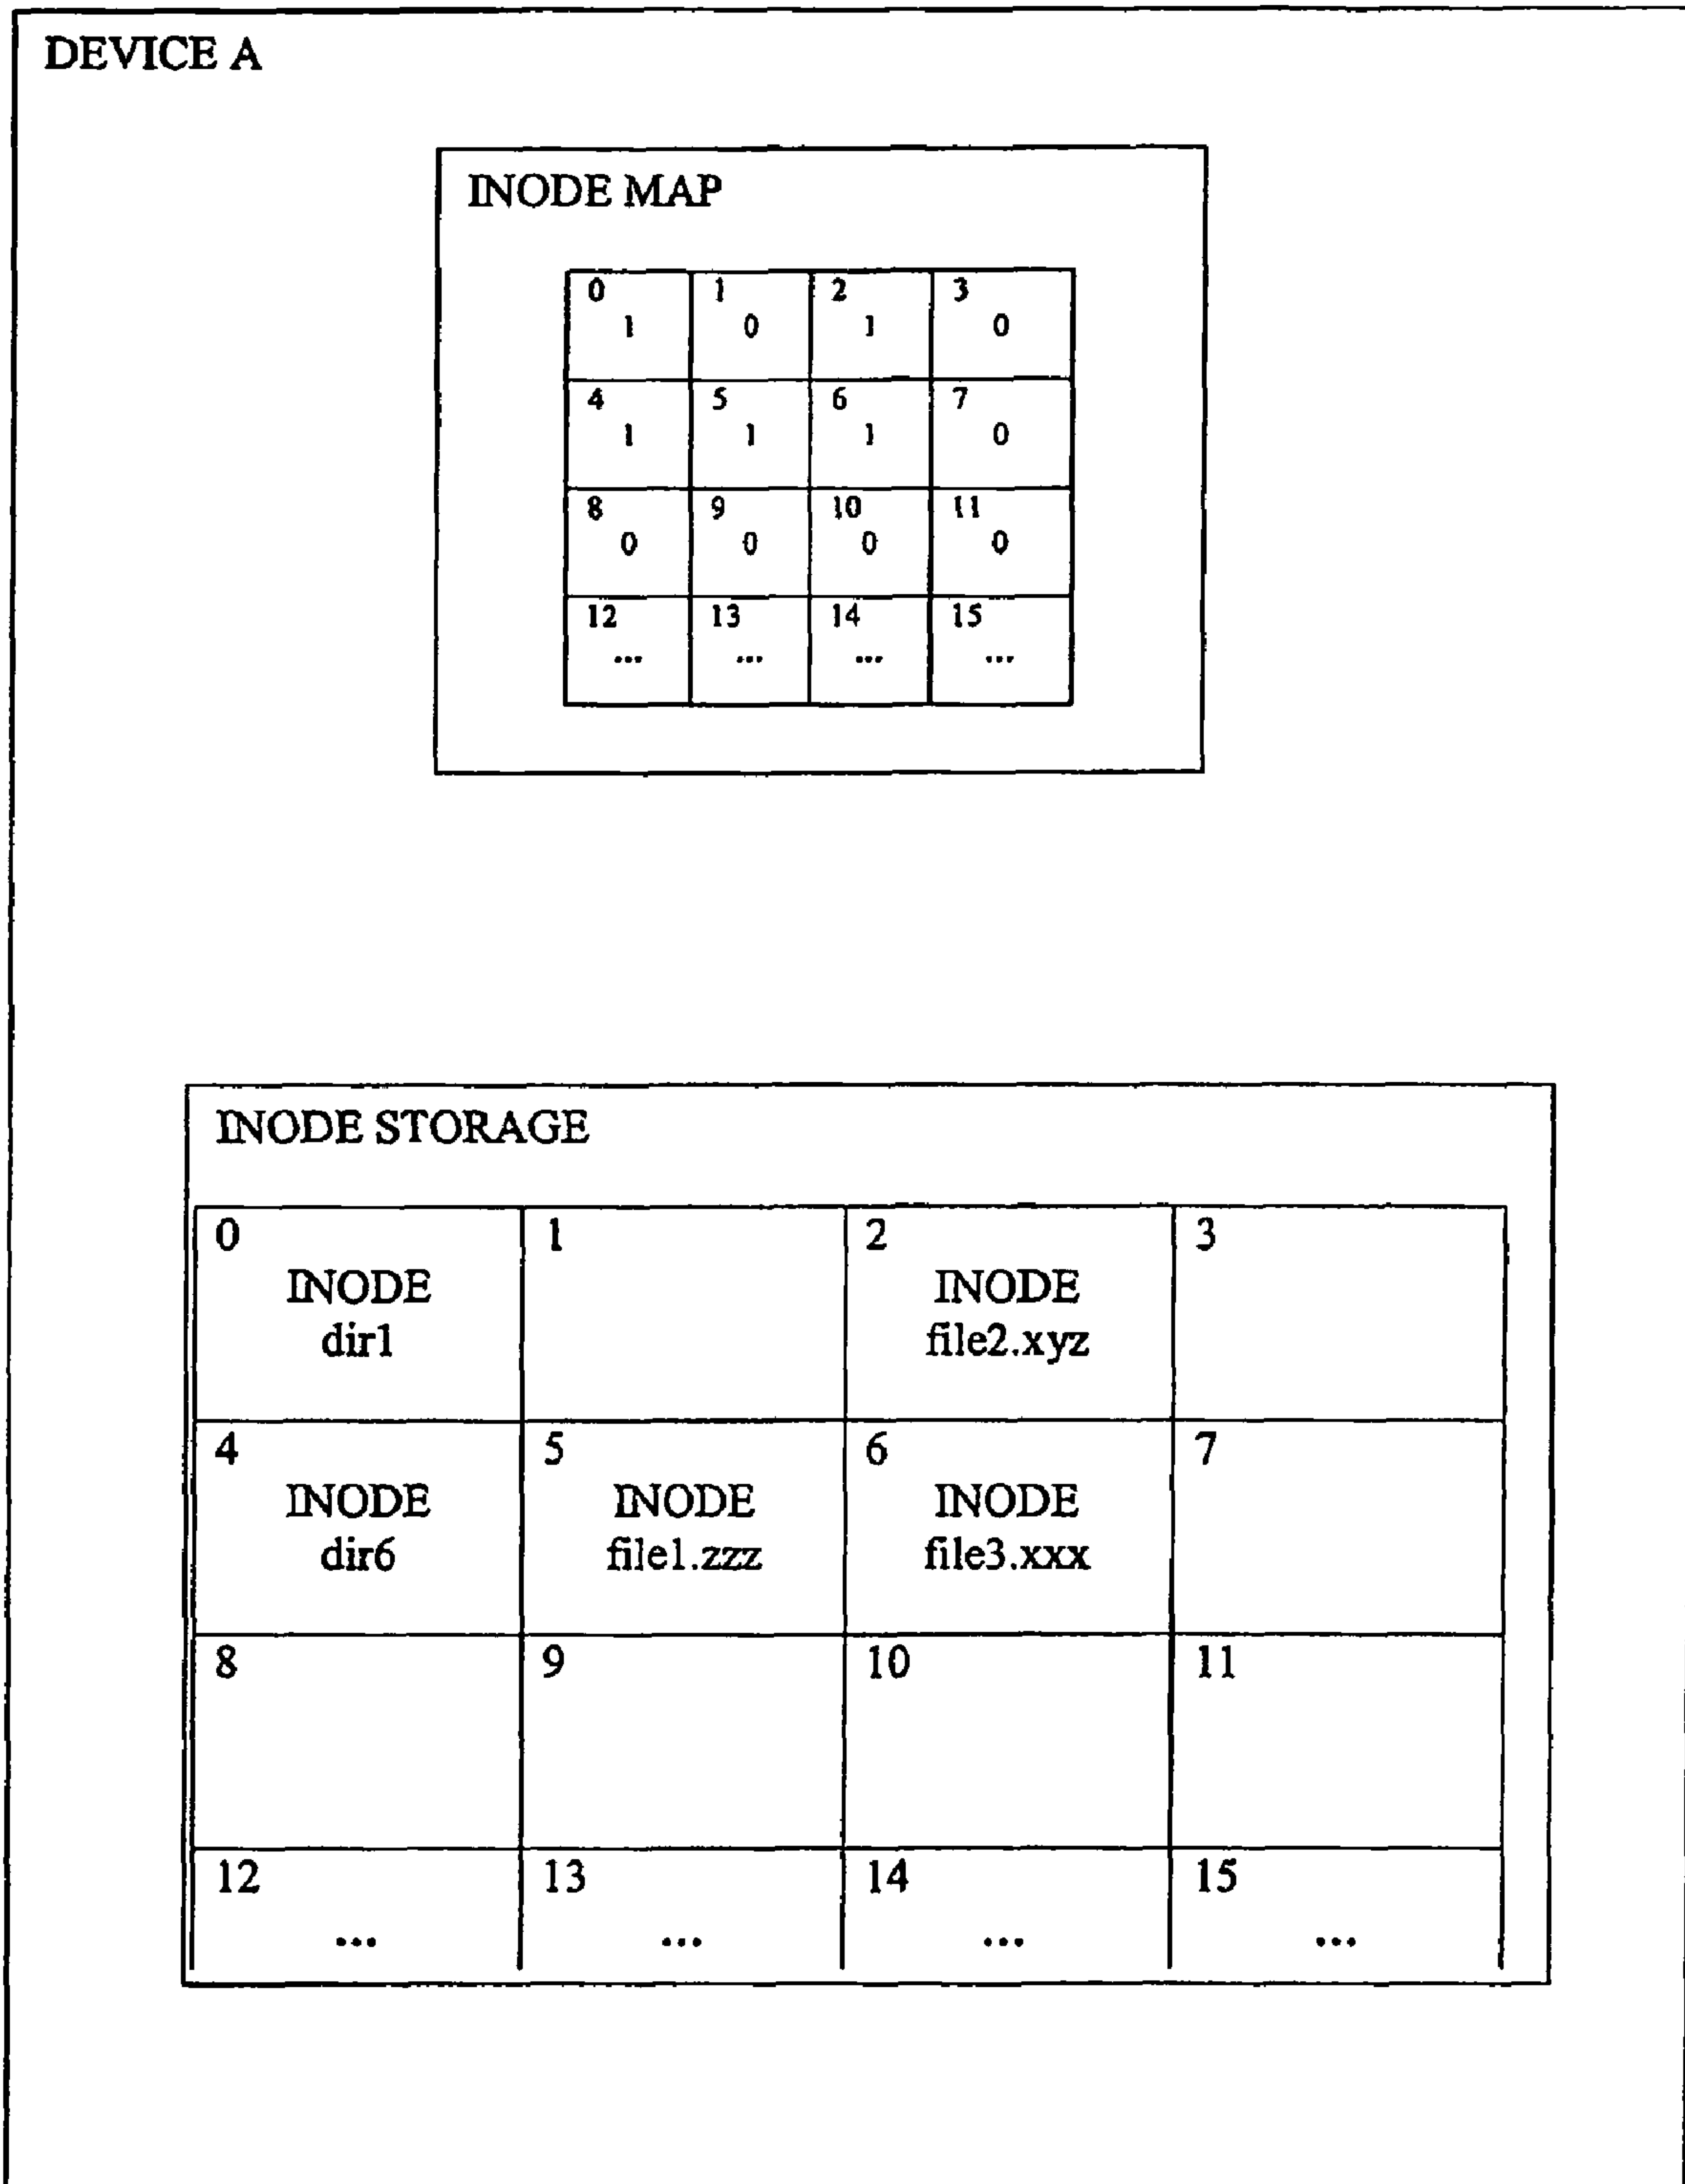 DEVICE A
INODE MAP
0 1 2 3
1 0 1 0
4 5 6 7
1 1 1 0
8 9 10 11
0 0 0 0
12 13 14 15
... ... ... ...
INODE STORAGE
0 1 2 3
INODE INODE
dir1 file2.xyz
4 5 6 7
INODE INODE INODE
dir6 file1.zzz file3.xxx
8 9 10 11
12 13 14 15
... ... ... ...